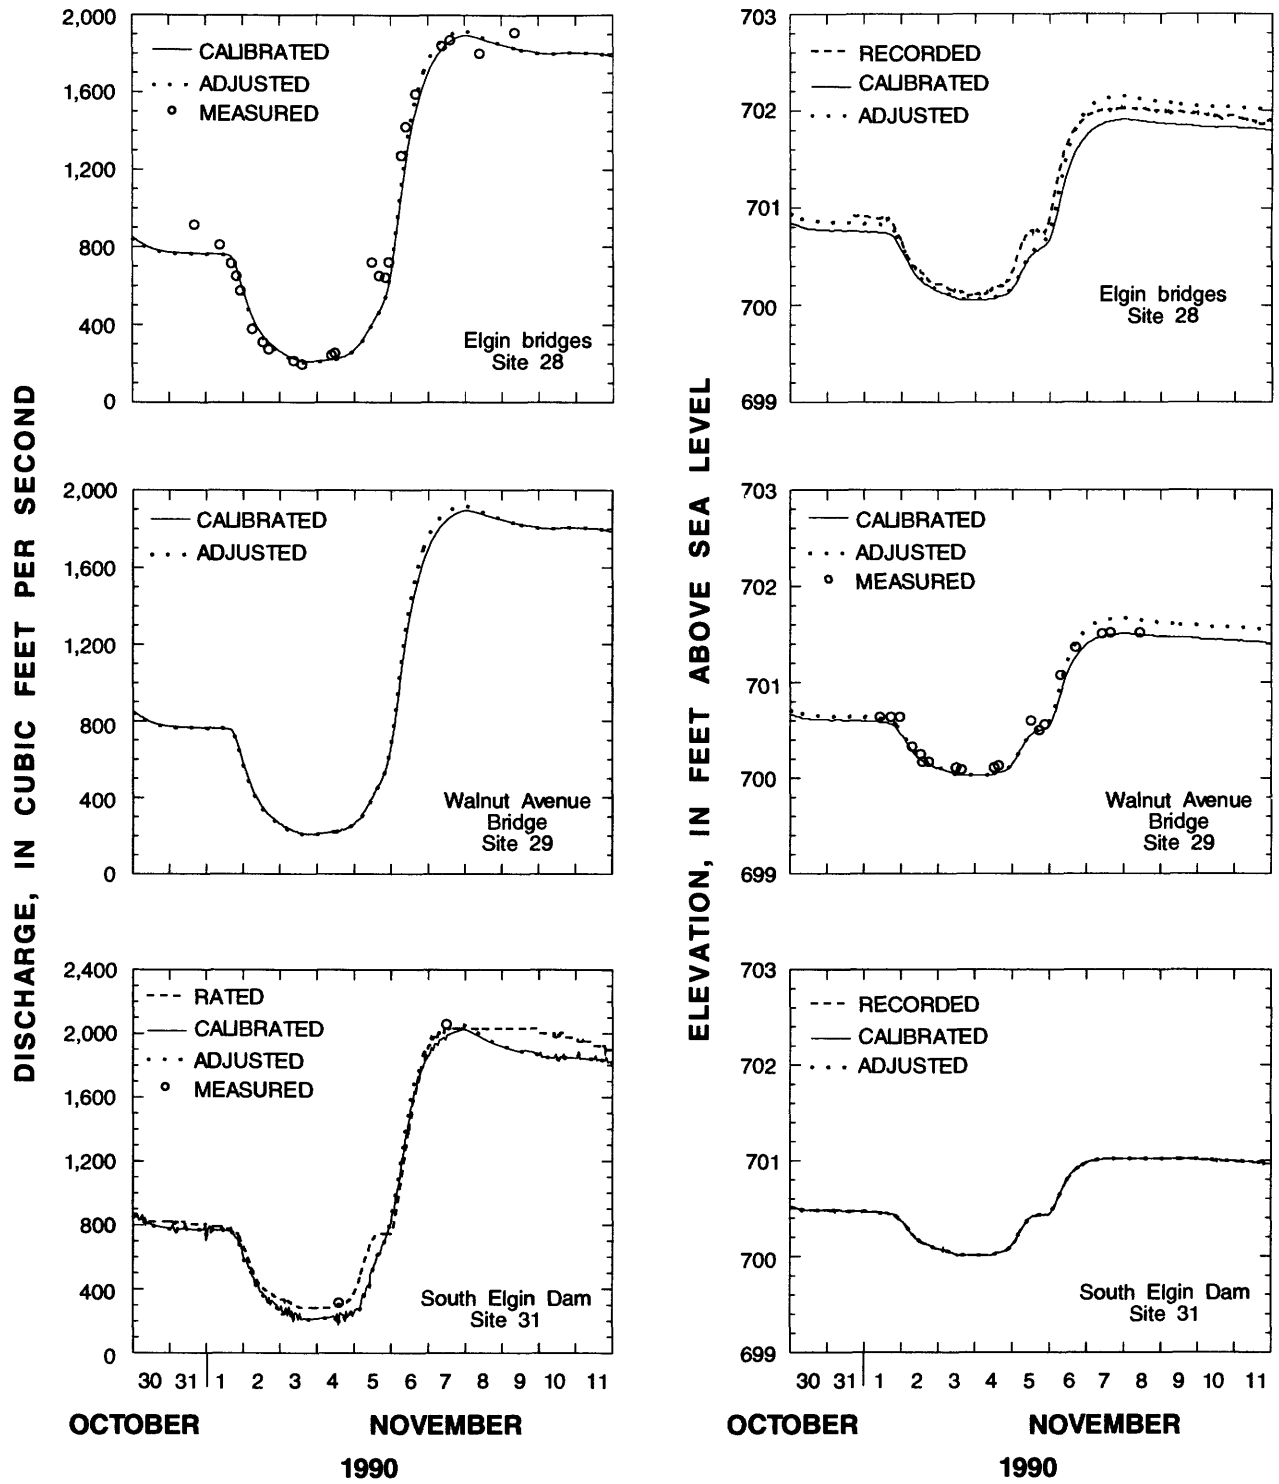 DISCHARGE, IN CUBIC FEET PER SECOND
2,000
1,600
1,200
800
400
0
CALIBRATED
ADJUSTED
MEASURED
Elgin bridges
Site 28
2,000
1,600
1,200
800
400
0
CALIBRATED
ADJUSTED
Walnut Avenue
Bridge
Site 29
2,400
2,000
1,600
1,200
800
400
0
RATED
CALIBRATED
ADJUSTED
MEASURED
South Elgin Dam
Site 31
30 31 1 2 3 4 5 6 7 8 9 10 11
OCTOBER NOVEMBER
1990
ELEVATION, IN FEET ABOVE SEA LEVEL
703
702
701
700
699
RECORDED
CALIBRATED
ADJUSTED
Elgin bridges
Site 28
703
702
701
700
699
CALIBRATED
ADJUSTED
MEASURED
Walnut Avenue
Bridge
Site 29
703
702
701
700
699
RECORDED
CALIBRATED
ADJUSTED
South Elgin Dam
Site 31
30 31 1 2 3 4 5 6 7 8 9 10 11
OCTOBER NOVEMBER
1990